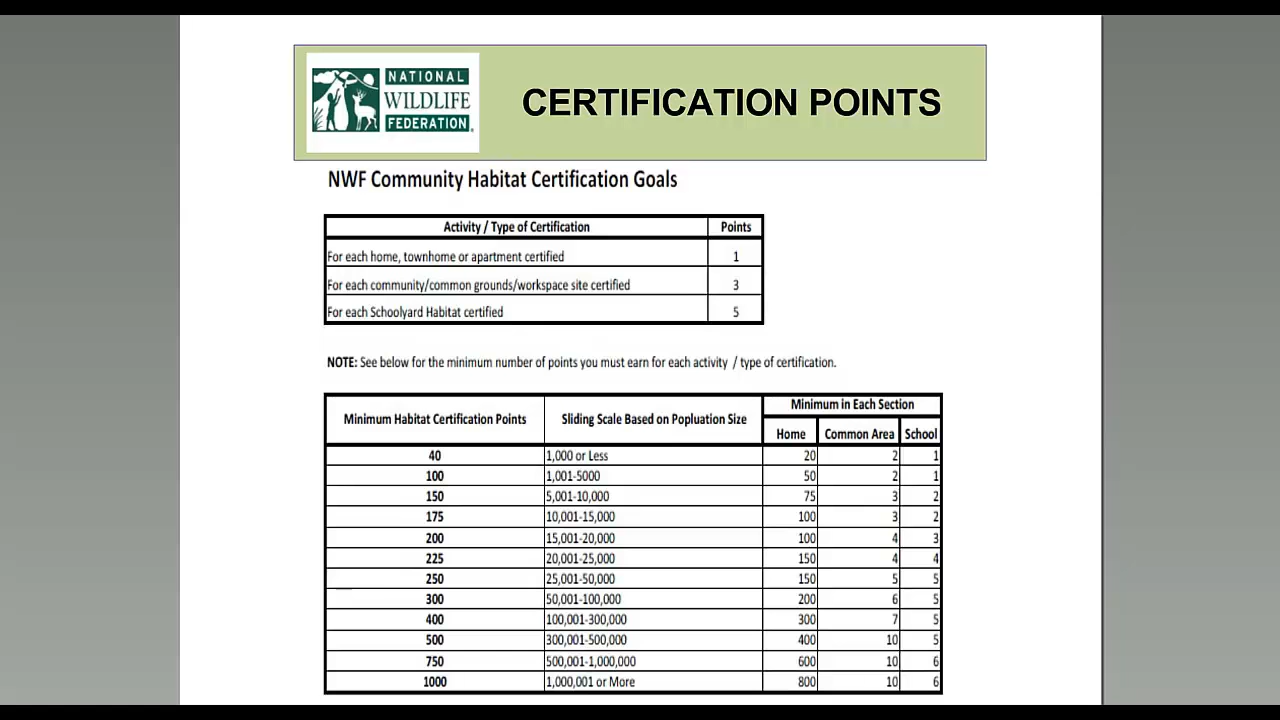 NATIONAL
WILDLIFE
FEDERATION
CERTIFICATION POINTS
NWF Community Habitat Certification Goals
Activity / Type of Certification Points
For each home, townhome or apartment certified 1
For each community/common grounds/workspace site certified 3
For each Schoolyard Habitat certified 5
NOTE: See below for the minimum number of points you must earn for each activity / type of certification.
Minimum Habitat Certification Points Sliding Scale Based on Popluation Size Minimum in Each Section
Home Common Area School
40 1,000 or Less 20 2 1
100 1,001-5000 50 2 1
150 5,001-10,000 75 3 2
175 10,001-15,000 100 3 2
200 15,001-20,000 100 4 3
225 20,001-25,000 150 4 4
250 25,001-50,000 150 5 5
300 50,001-100,000 200 6 5
400 100,001-300,000 300 7 5
500 300,001-500,000 400 10 5
750 500,001-1,000,000 600 10 6
1000 1,000,001 or More 800 10 6